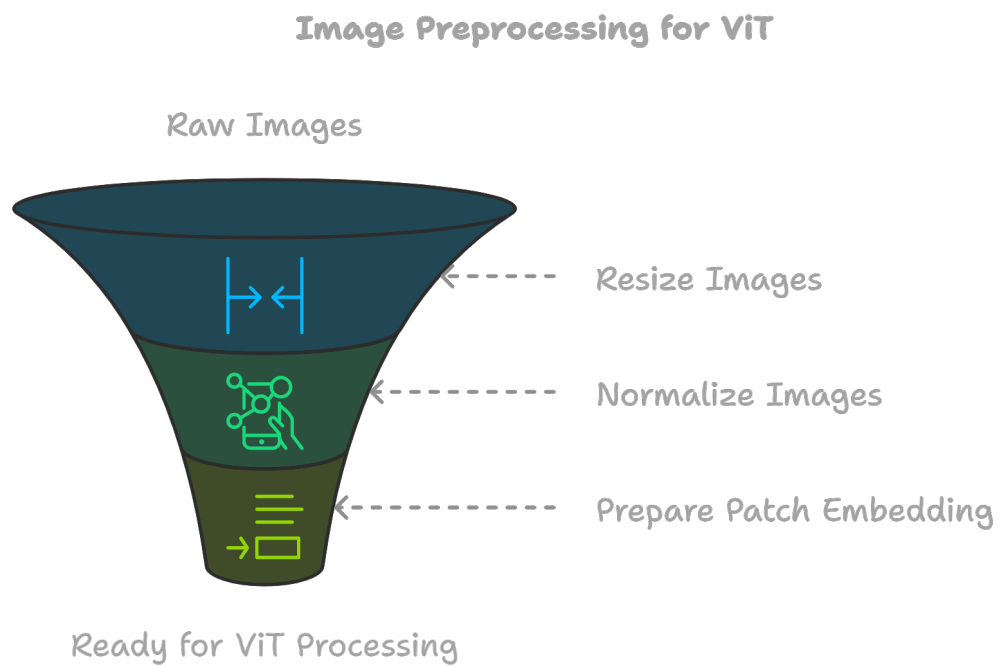 Image Preprocessing for ViT
Raw Images
Resize Images
Normalize Images
Prepare Patch Embedding
Ready for ViT Processing